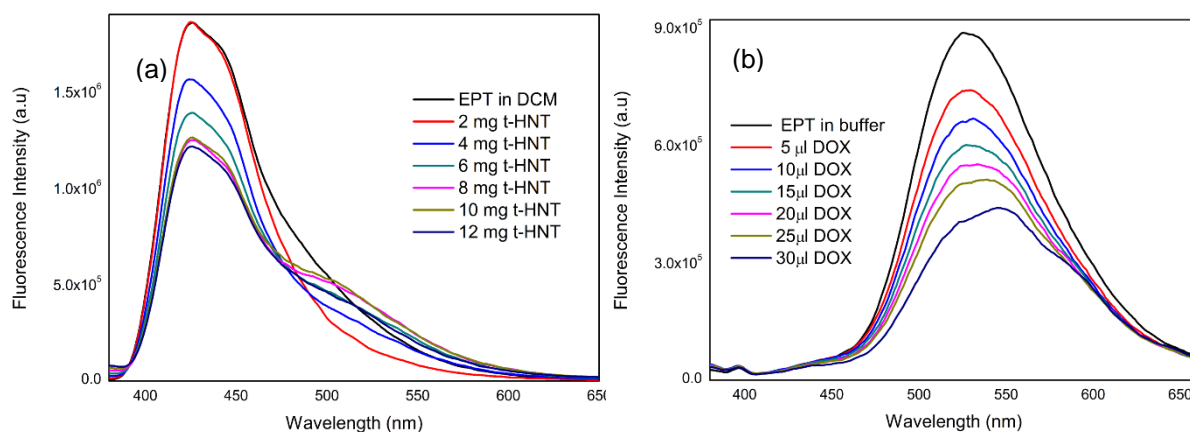 (a)
Fluorescence Intensity (a.u)
1.5x10⁶
1.0x10⁶
5.0x10⁵
0.0
400 450 500 550 600 650
Wavelength (nm)
EPT in DCM
2 mg t-HNT
4 mg t-HNT
6 mg t-HNT
8 mg t-HNT
10 mg t-HNT
12 mg t-HNT
(b)
Fluorescence Intensity (a.u)
9.0x10⁵
6.0x10⁵
3.0x10⁵
0.0
400 450 500 550 600 650
Wavelength (nm)
EPT in buffer
5 μl DOX
10μl DOX
15μl DOX
20μl DOX
25μl DOX
30μl DOX